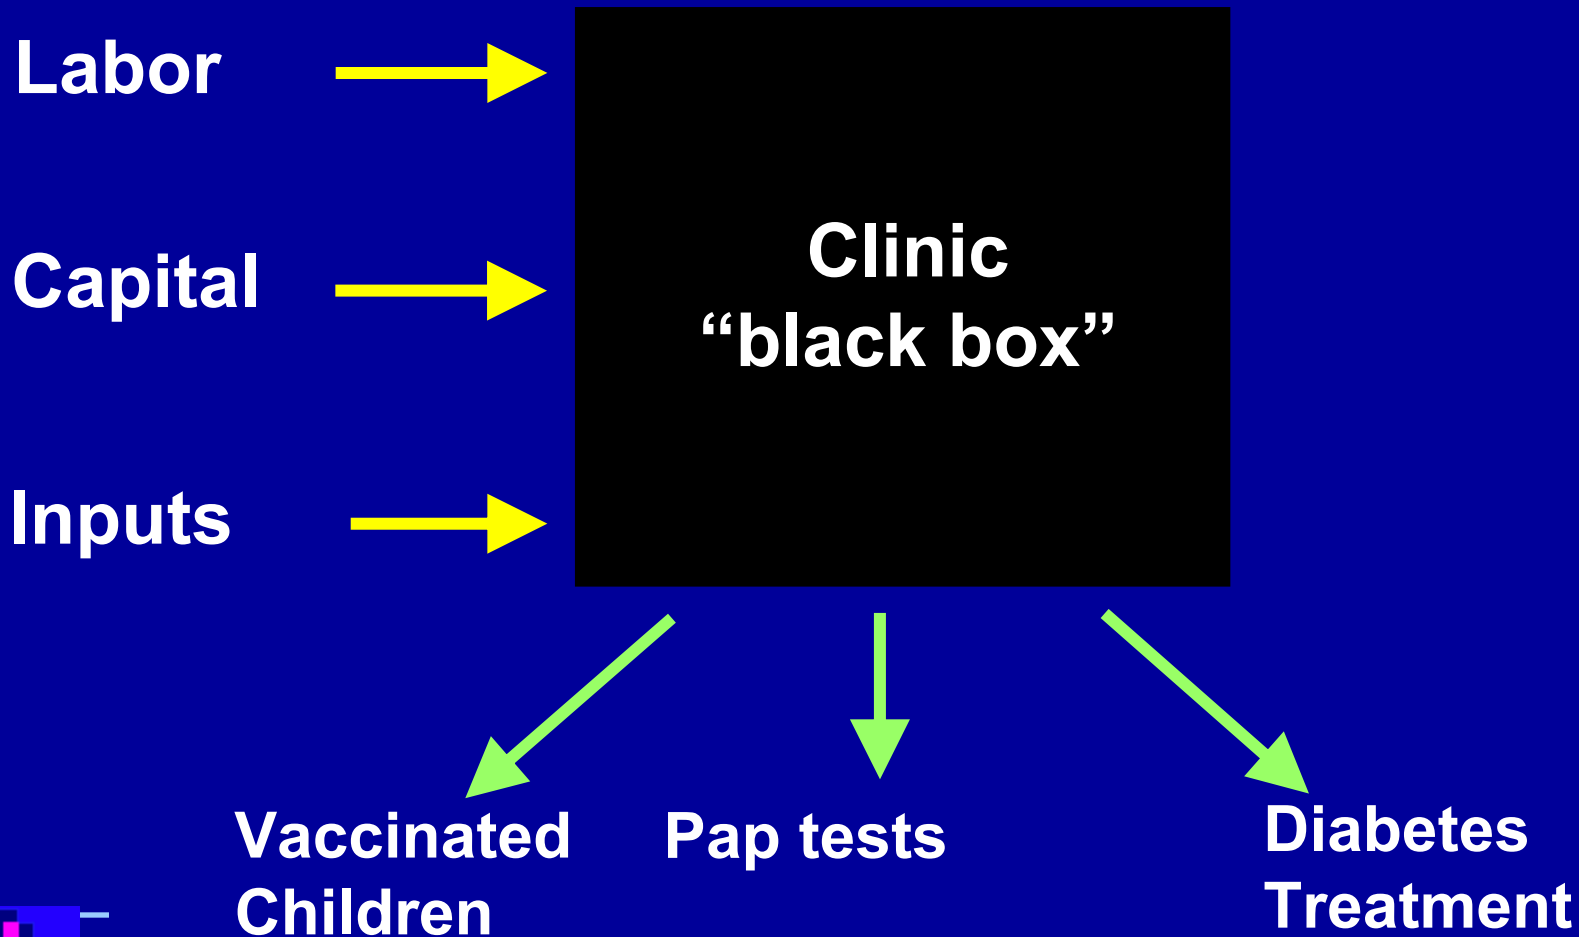 Labor
Capital
Inputs
Clinic
“black box”
Vaccinated
Children
Pap tests
Diabetes
Treatment